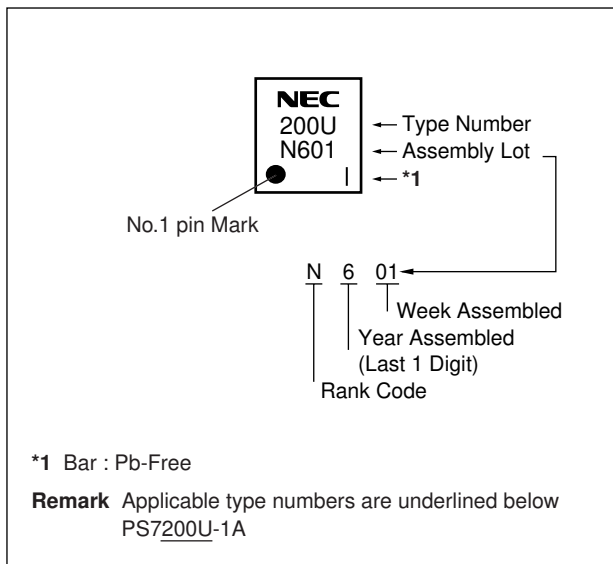 NEC
200U
N601
|
Type Number
Assembly Lot
*1
No.1 pin Mark
N 6 01
Week Assembled
Year Assembled
(Last 1 Digit)
Rank Code
*1 Bar : Pb-Free
Remark Applicable type numbers are underlined below
PS7200U-1A